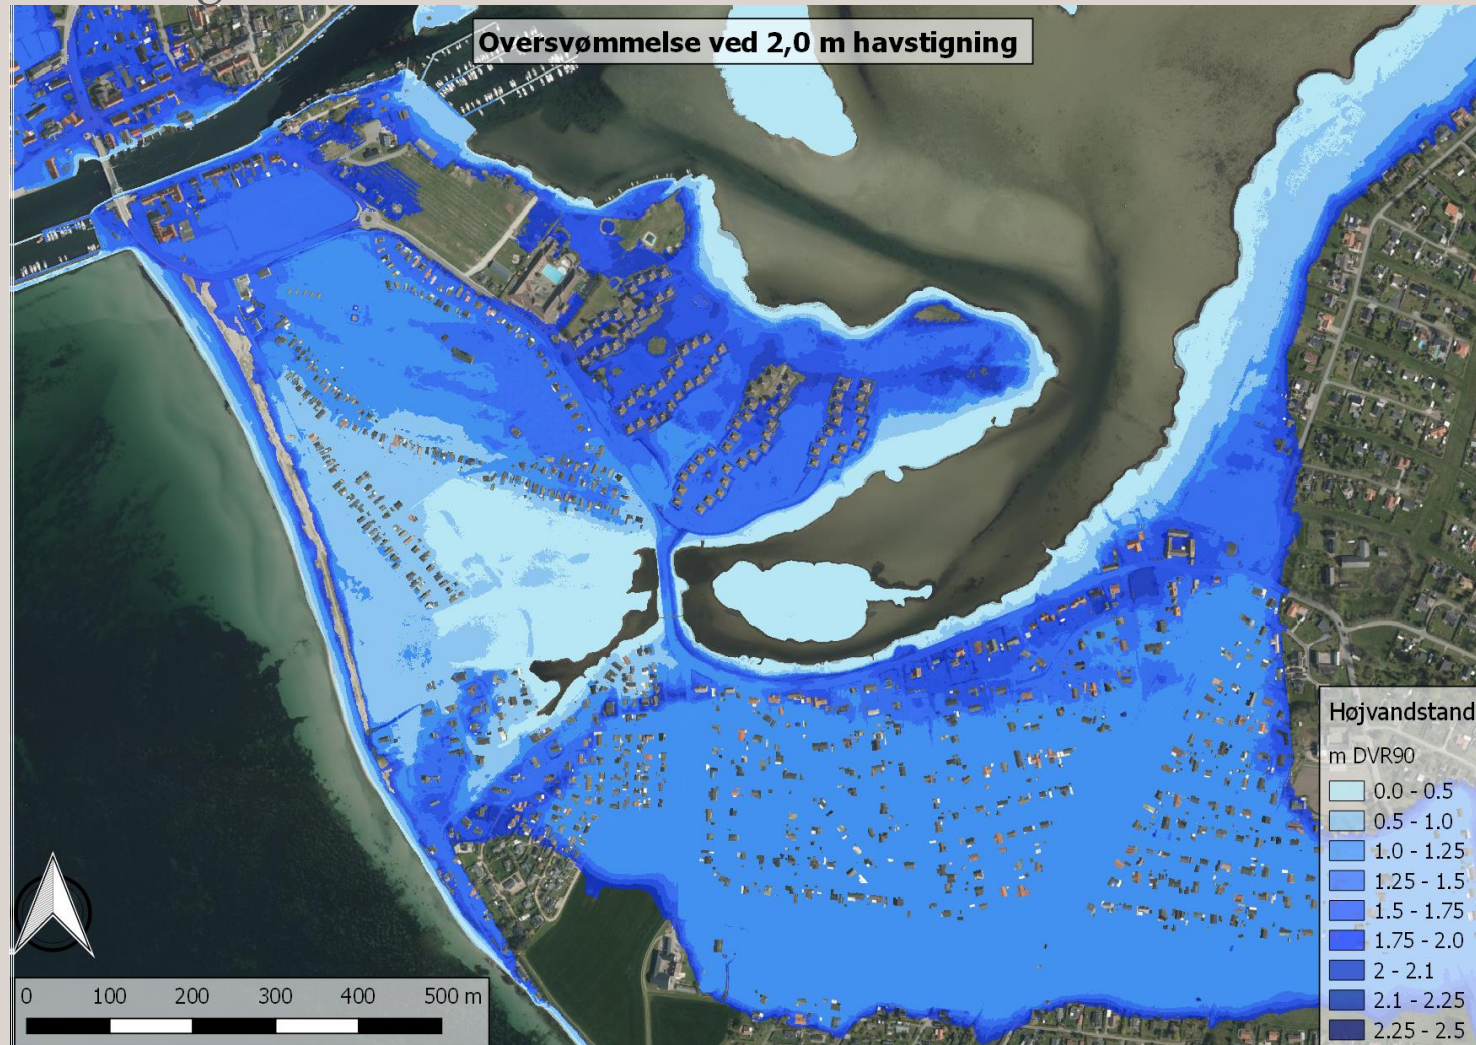 Oversvømmelse ved 2,0 m havstigning
Højvandstand
m DVR90
0.0 - 0.5
0.5 - 1.0
1.0 - 1.25
1.25 - 1.5
1.5 - 1.75
1.75 - 2.0
2 - 2.1
2.1 - 2.25
2.25 - 2.5
0 100 200 300 400 500 m